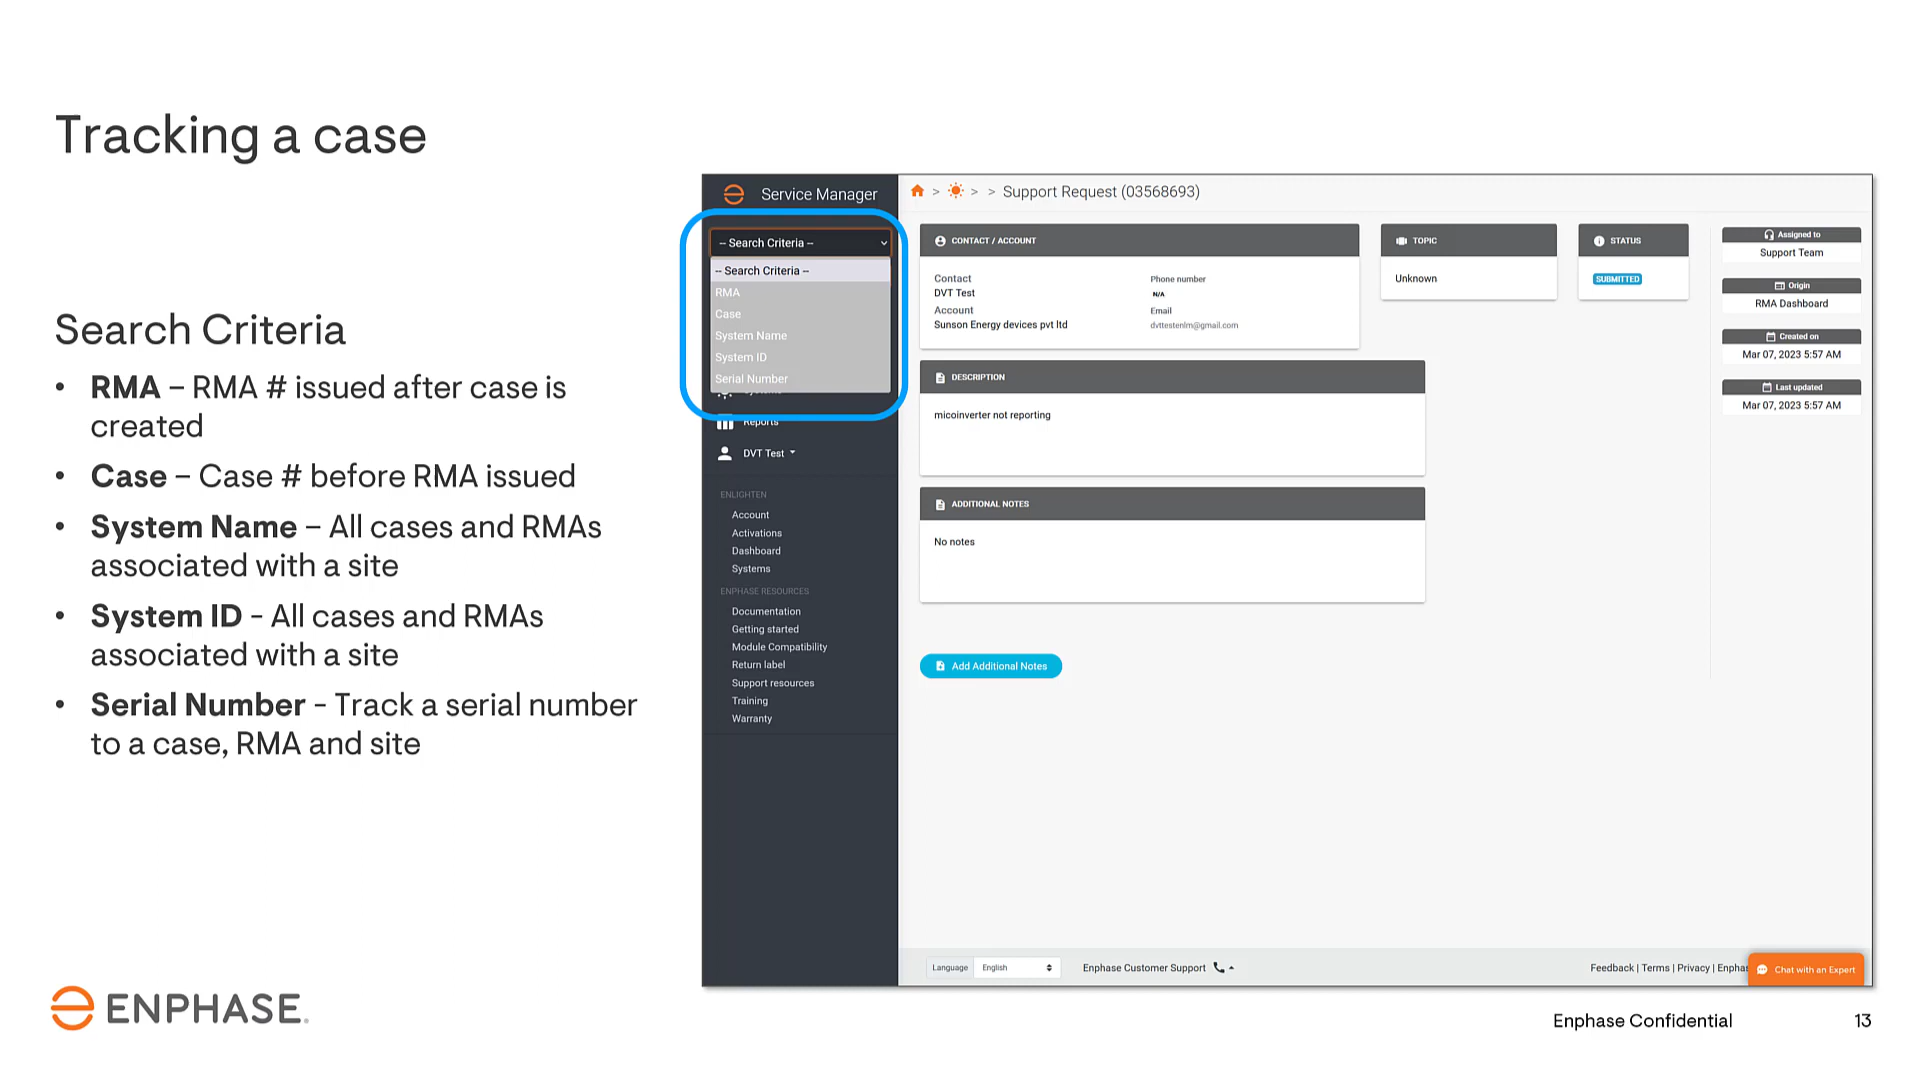 Tracking a case
Search Criteria
• RMA – RMA # issued after case is
created
• Case – Case # before RMA issued
• System Name – All cases and RMAs
associated with a site
• System ID - All cases and RMAs
associated with a site
• Serial Number - Track a serial number
to a case, RMA and site
Service Manager
-- Search Criteria --
-- Search Criteria --
RMA
Case
System Name
System ID
Serial Number
Reports
DVT Test
ENLIGHTEN
Account
Activations
Dashboard
Systems
ENPHASE RESOURCES
Documentation
Getting started
Module Compatibility
Return label
Support resources
Training
Warranty
> > > Support Request (03568693)
CONTACT / ACCOUNT
Contact
DVT Test
Account
Sunson Energy devices pvt ltd
Phone number
N/A
Email
dvttestenlm@gmail.com
TOPIC
Unknown
STATUS
SUBMITTED
Assigned to
Support Team
Origin
RMA Dashboard
Created on
Mar 07, 2023 5:57 AM
Last updated
Mar 07, 2023 5:57 AM
DESCRIPTION
micoinverter not reporting
ADDITIONAL NOTES
No notes
Add Additional Notes
Language English
Enphase Customer Support
Feedback | Terms | Privacy | Enphas
Chat with an Expert
ENPHASE.
Enphase Confidential
13